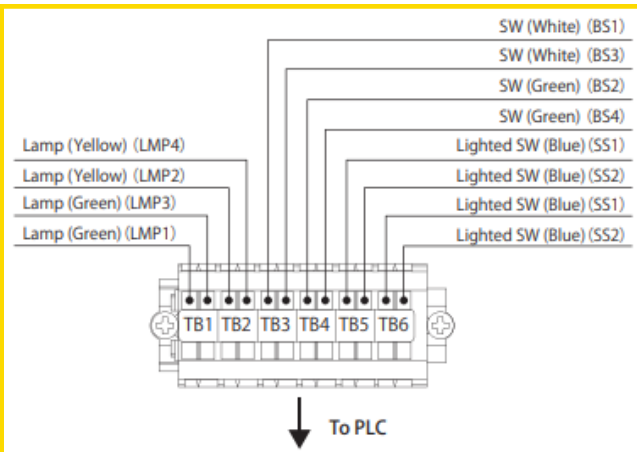 SW (White) (BS1)
SW (White) (BS3)
SW (Green) (BS2)
SW (Green) (BS4)
Lamp (Yellow) (LMP4)
Lighted SW (Blue) (SS1)
Lamp (Yellow) (LMP2)
Lighted SW (Blue) (SS2)
Lamp (Green) (LMP3)
Lighted SW (Blue) (SS1)
Lamp (Green) (LMP1)
Lighted SW (Blue) (SS2)
TB1 TB2 TB3 TB4 TB5 TB6
To PLC